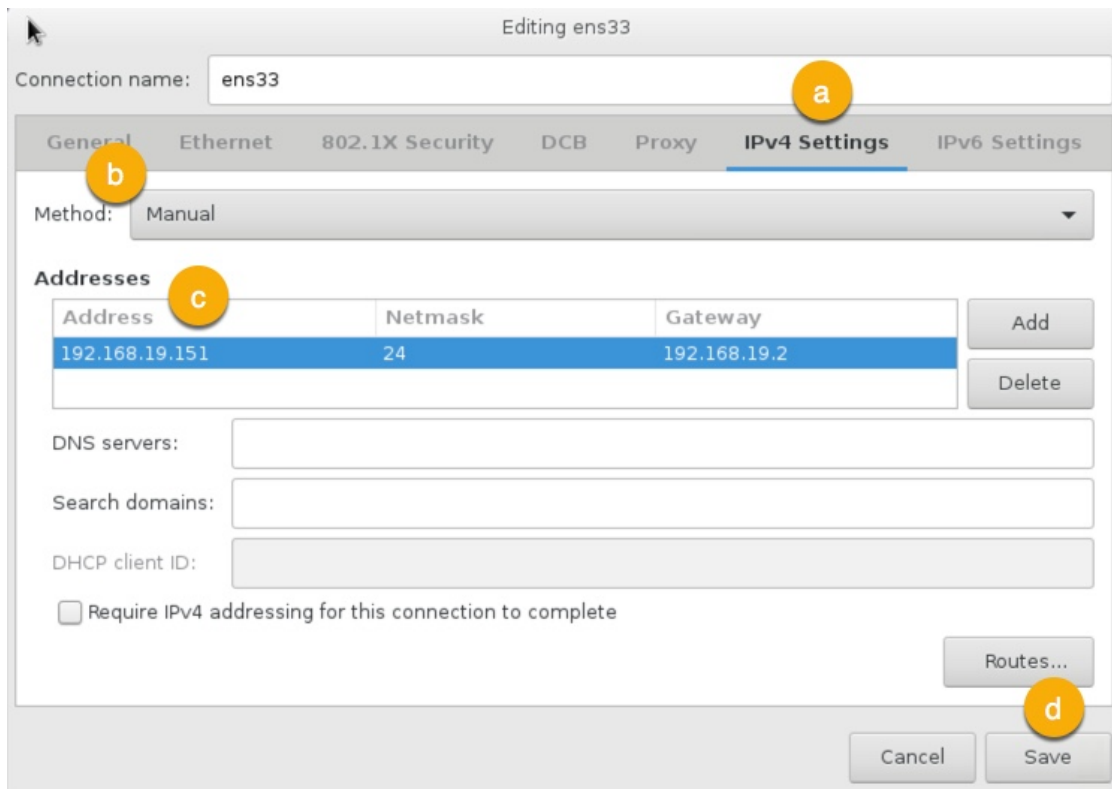 Editing ens33
Connection name: ens33
a
General Ethernet 802.1X Security DCB Proxy IPv4 Settings IPv6 Settings
b
Method: Manual
Addresses
c
Address Netmask Gateway
Add
192.168.19.151 24 192.168.19.2
Delete
DNS servers:
Search domains:
DHCP client ID:
Require IPv4 addressing for this connection to complete
Routes...
d
Cancel Save